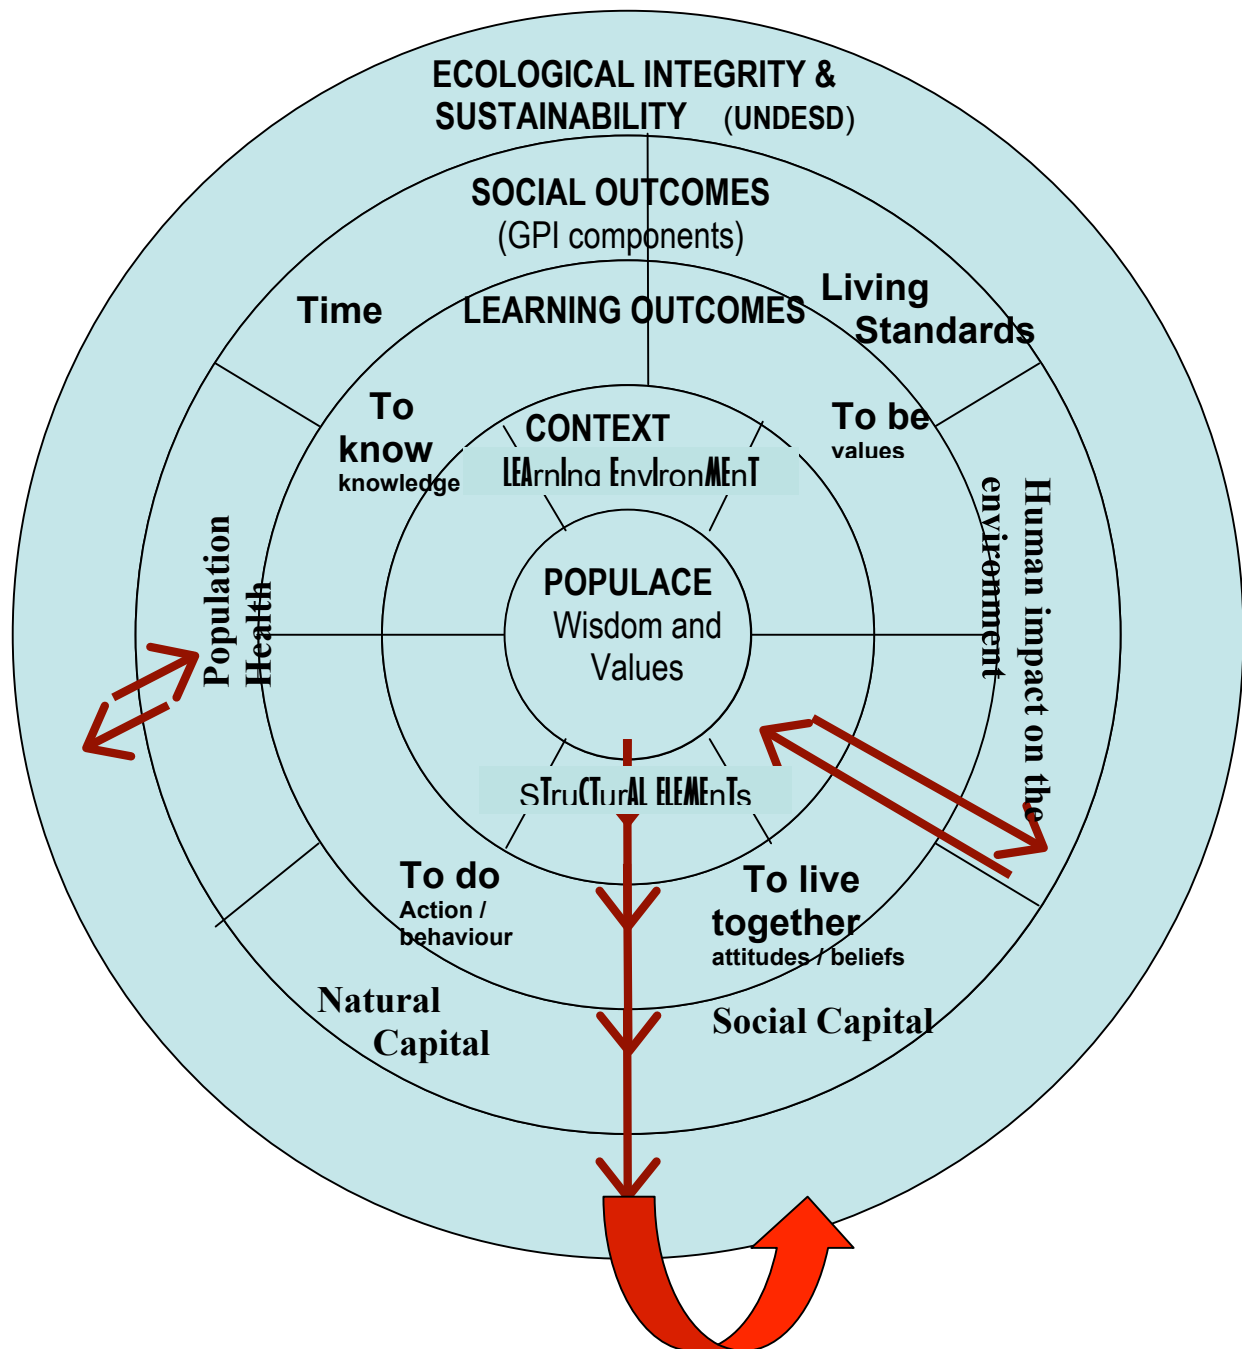 ECOLOGICAL INTEGRITY &
SUSTAINABILITY (UNDESD)
SOCIAL OUTCOMES
(GPI components)
Time
Living
Standards
LEARNING OUTCOMES
To
know
knowledge
To be
values
CONTEXT
LEArnIng EnvIronMEnT
Population
Health
Human impact on the
environment
POPULACE
Wisdom and
Values
STruCTurAL ELEMEnTs
To do
Action /
behaviour
To live
together
attitudes / beliefs
Natural
Capital
Social Capital